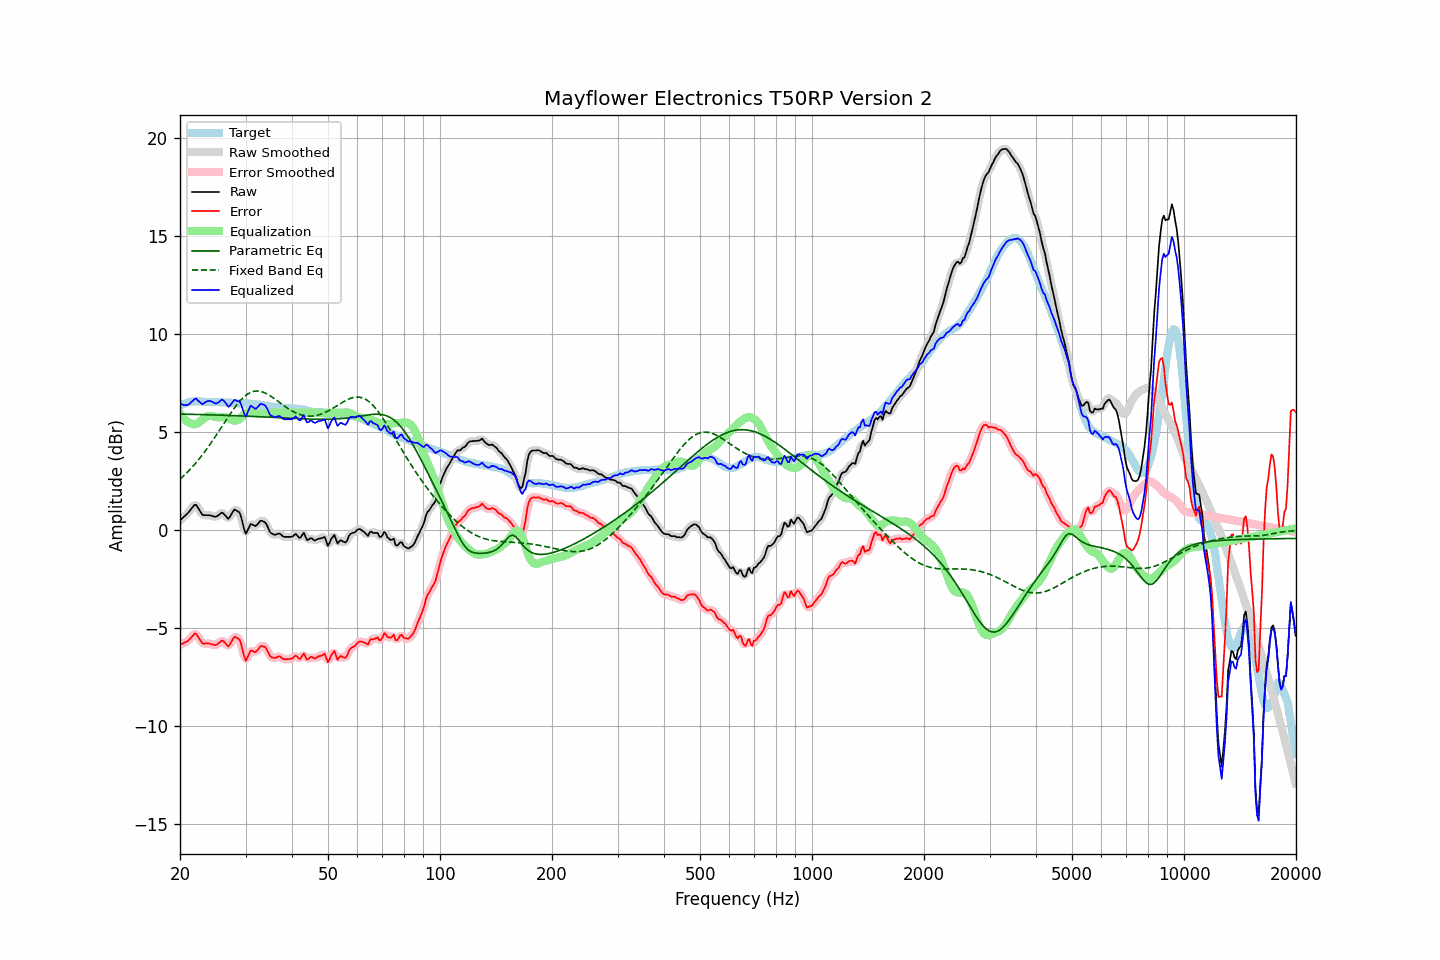 Mayflower Electronics T50RP Version 2
Target
Raw Smoothed
Error Smoothed
Raw
Error
Equalization
Parametric Eq
Fixed Band Eq
Equalized
Amplitude (dBr)
20
15
10
5
0
−5
−10
−15
20 50 100 200 500 1000 2000 5000 10000 20000
Frequency (Hz)